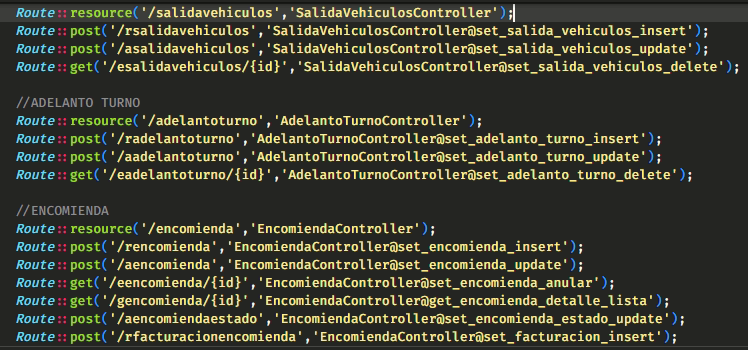 Route::resource('/salidavehiculos','SalidaVehiculosController');
Route::post('/rsalidavehiculos','SalidaVehiculosController@set_salida_vehiculos_insert');
Route::post('/asalidavehiculos','SalidaVehiculosController@set_salida_vehiculos_update');
Route::get('/esalidavehiculos/{id}','SalidaVehiculosController@set_salida_vehiculos_delete');
//ADELANTO TURNO
Route::resource('/adelantoturno','AdelantoTurnoController');
Route::post('/radelantoturno','AdelantoTurnoController@set_adelanto_turno_insert');
Route::post('/aadelantoturno','AdelantoTurnoController@set_adelanto_turno_update');
Route::get('/eadelantoturno/{id}','AdelantoTurnoController@set_adelanto_turno_delete');
//ENCOMIENDA
Route::resource('/encomienda','EncomiendaController');
Route::post('/rencomienda','EncomiendaController@set_encomienda_insert');
Route::post('/aencomienda','EncomiendaController@set_encomienda_update');
Route::get('/eencomienda/{id}','EncomiendaController@set_encomienda_anular');
Route::get('/gencomienda/{id}','EncomiendaController@get_encomienda_detalle_lista');
Route::post('/aencomiendaestado','EncomiendaController@set_encomienda_estado_update');
Route::post('/rfacturacionencomienda','EncomiendaController@set_facturacion_insert');